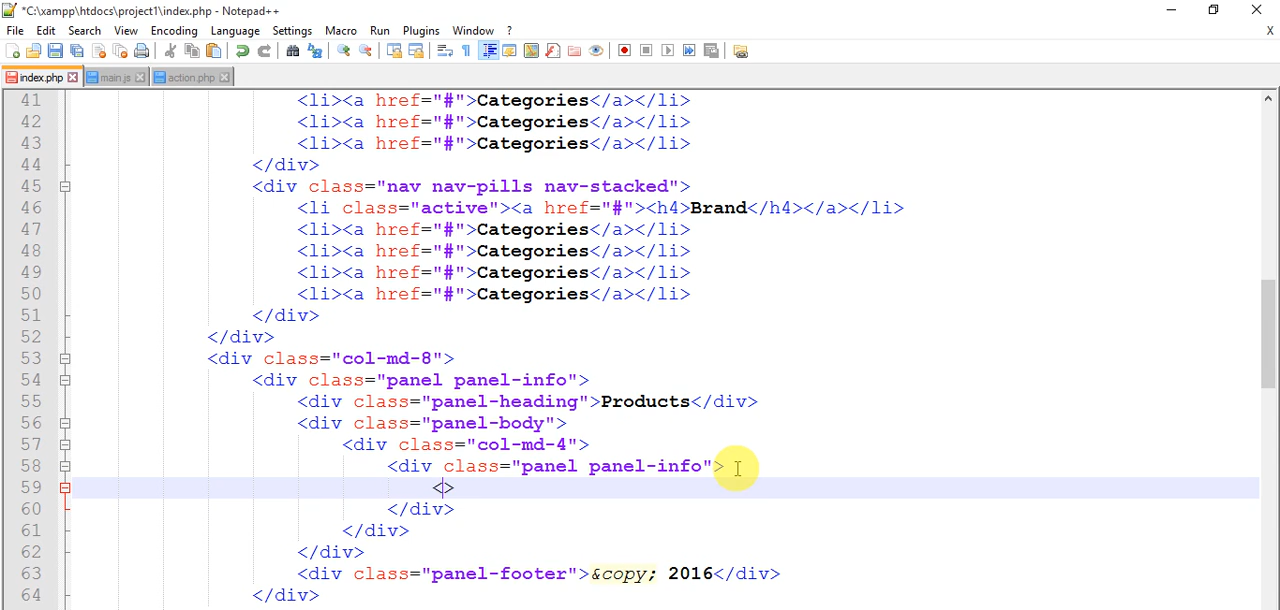 *C:\xampp\htdocs\project1\index.php - Notepad++
File Edit Search View Encoding Language Settings Macro Run Plugins Window ? X
index.php main.js action.php
41 <li><a href="#">Categories</a></li>
42 <li><a href="#">Categories</a></li>
43 <li><a href="#">Categories</a></li>
44 </div>
45 <div class="nav nav-pills nav-stacked">
46 <li class="active"><a href="#"><h4>Brand</h4></a></li>
47 <li><a href="#">Categories</a></li>
48 <li><a href="#">Categories</a></li>
49 <li><a href="#">Categories</a></li>
50 <li><a href="#">Categories</a></li>
51 </div>
52 </div>
53 <div class="col-md-8">
54 <div class="panel panel-info">
55 <div class="panel-heading">Products</div>
56 <div class="panel-body">
57 <div class="col-md-4">
58 <div class="panel panel-info">
59 <>
60 </div>
61 </div>
62 </div>
63 <div class="panel-footer">&copy; 2016</div>
64 </div>